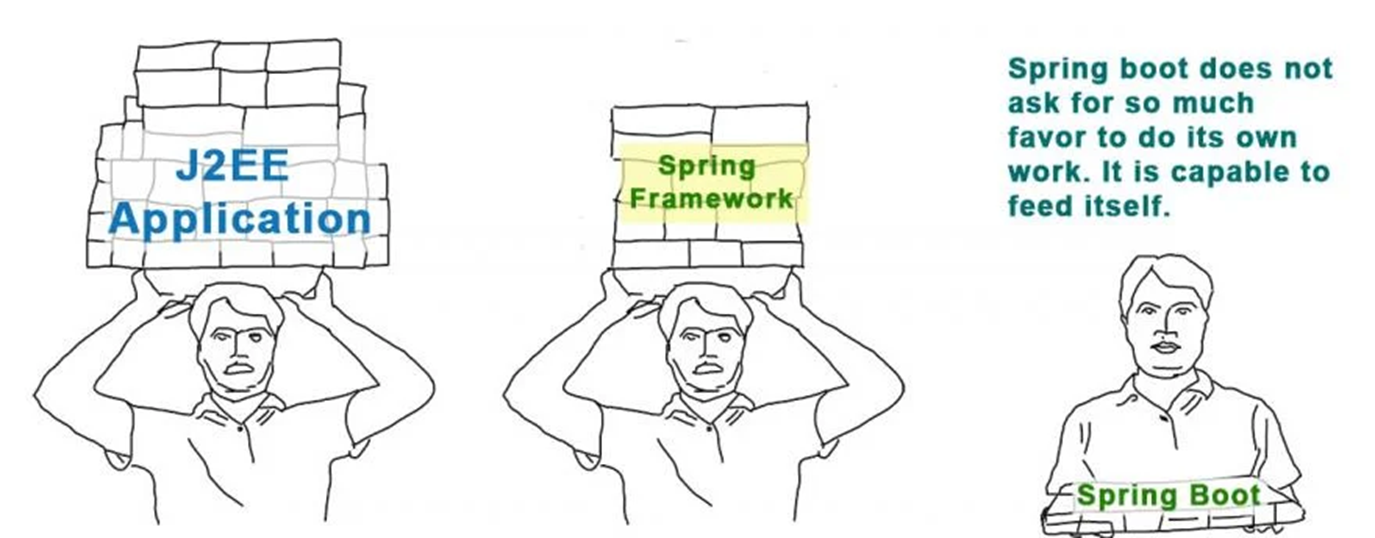 J2EE
Application
Spring
Framework
Spring boot does not
ask for so much
favor to do its own
work. It is capable to
feed itself.
Spring Boot